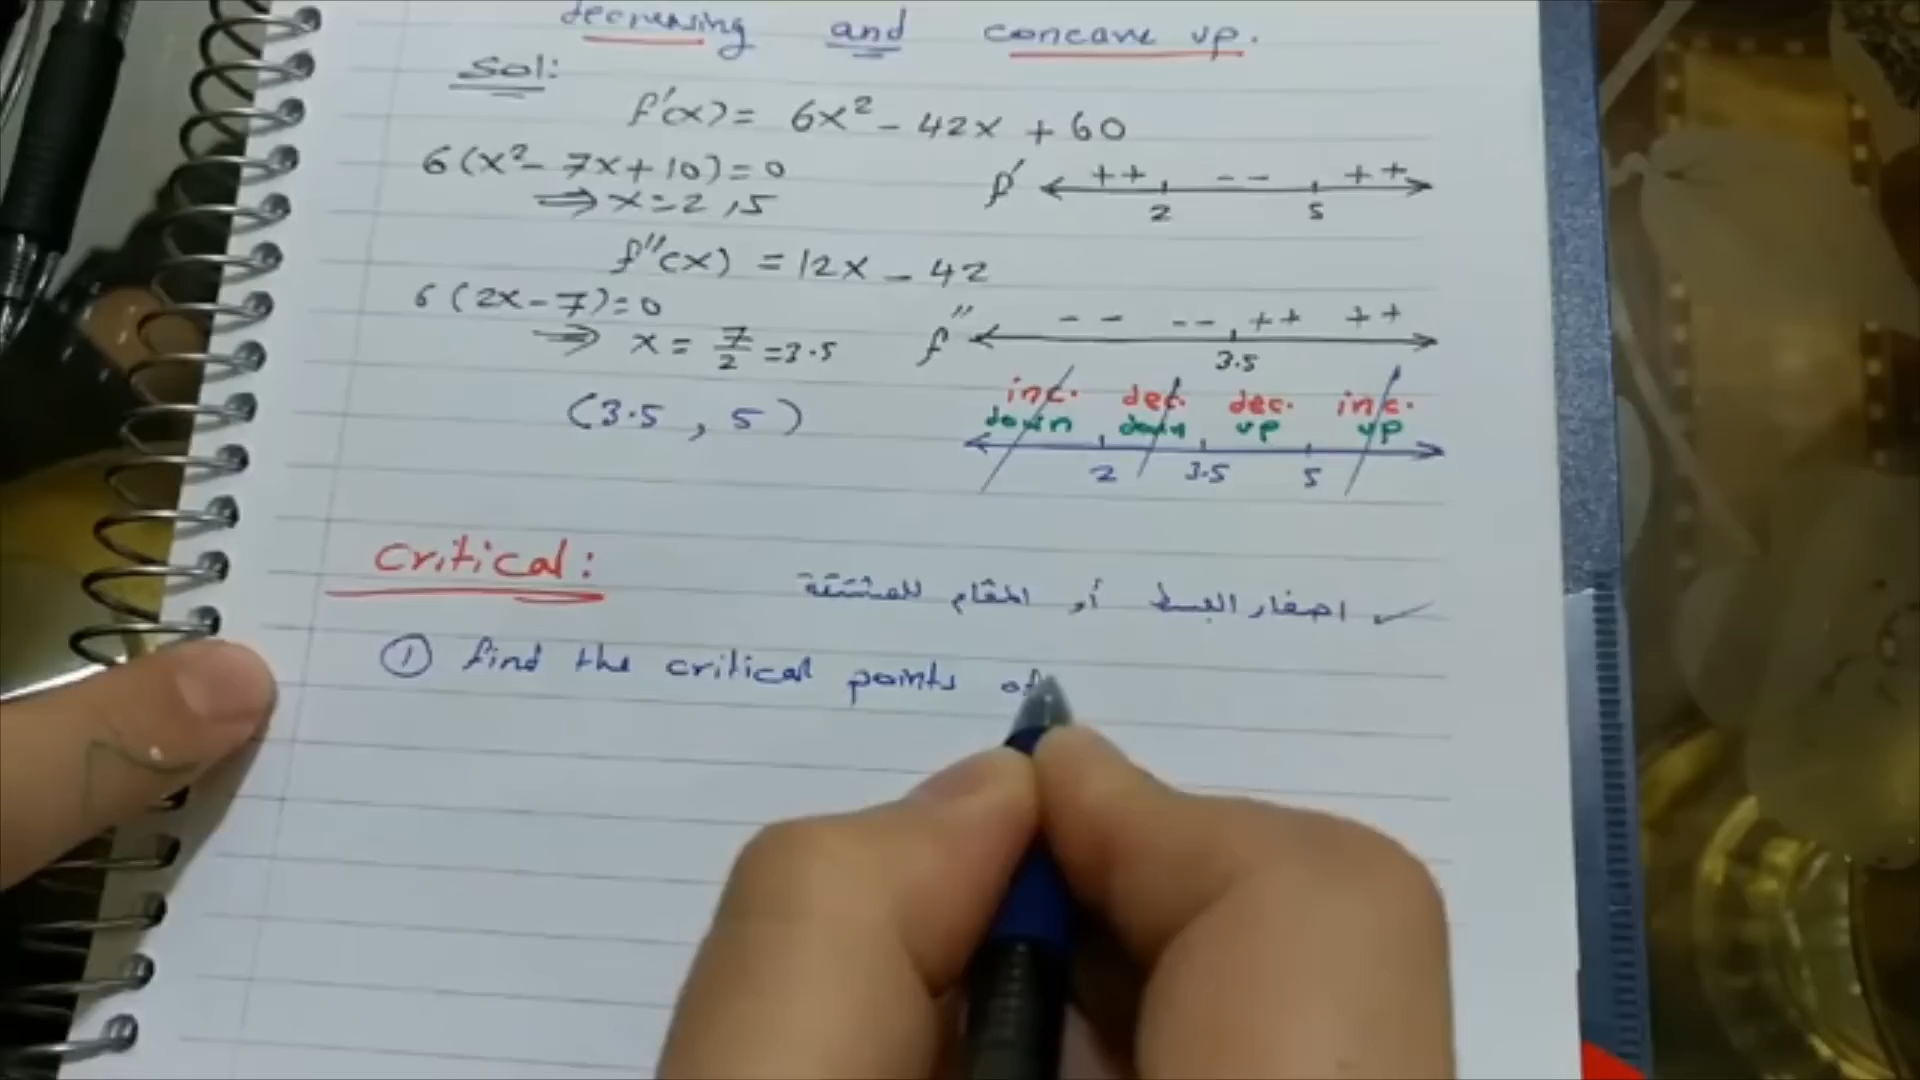 decreasing and concave up.
Sol:
f'(x) = 6x² - 42x + 60
6(x² - 7x + 10) = 0
⇒ x = 2, 5
f' ++ -- ++
2 5
f''(x) = 12x - 42
6(2x - 7) = 0
⇒ x = 7/2 = 3.5
f'' -- -- ++ ++
3.5
(3.5, 5)
inc. dec. dec. inc.
down down up up
2 3.5 5
Critical:
✓ اصفار البسط أو المقام للمشتقة
① find the critical points of